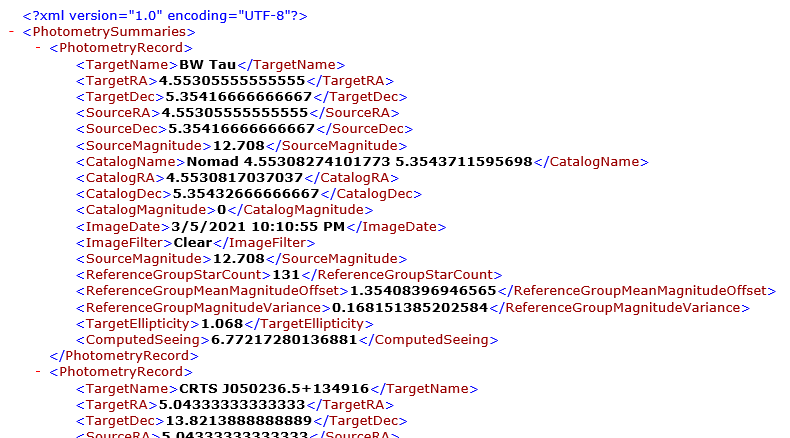 <?xml version="1.0" encoding="UTF-8"?>
- <PhotometrySummaries>
- <PhotometryRecord>
<TargetName>BW Tau</TargetName>
<TargetRA>4.55305555555555</TargetRA>
<TargetDec>5.35416666666667</TargetDec>
<SourceRA>4.55305555555555</SourceRA>
<SourceDec>5.35416666666667</SourceDec>
<SourceMagnitude>12.708</SourceMagnitude>
<CatalogName>Nomad 4.55308274101773 5.3543711595698</CatalogName>
<CatalogRA>4.5530817037037</CatalogRA>
<CatalogDec>5.35432666666667</CatalogDec>
<CatalogMagnitude>0</CatalogMagnitude>
<ImageDate>3/5/2021 10:10:55 PM</ImageDate>
<ImageFilter>Clear</ImageFilter>
<SourceMagnitude>12.708</SourceMagnitude>
<ReferenceGroupStarCount>131</ReferenceGroupStarCount>
<ReferenceGroupMeanMagnitudeOffset>1.35408396946565</ReferenceGroupMeanMagnitudeOffset>
<ReferenceGroupMagnitudeVariance>0.168151385202584</ReferenceGroupMagnitudeVariance>
<TargetEllipticity>1.068</TargetEllipticity>
<ComputedSeeing>6.77217280136881</ComputedSeeing>
</PhotometryRecord>
- <PhotometryRecord>
<TargetName>CRTS J050236.5+134916</TargetName>
<TargetRA>5.04333333333333</TargetRA>
<TargetDec>13.8213888888889</TargetDec>
<SourceRA>5.04333333333333</SourceRA>